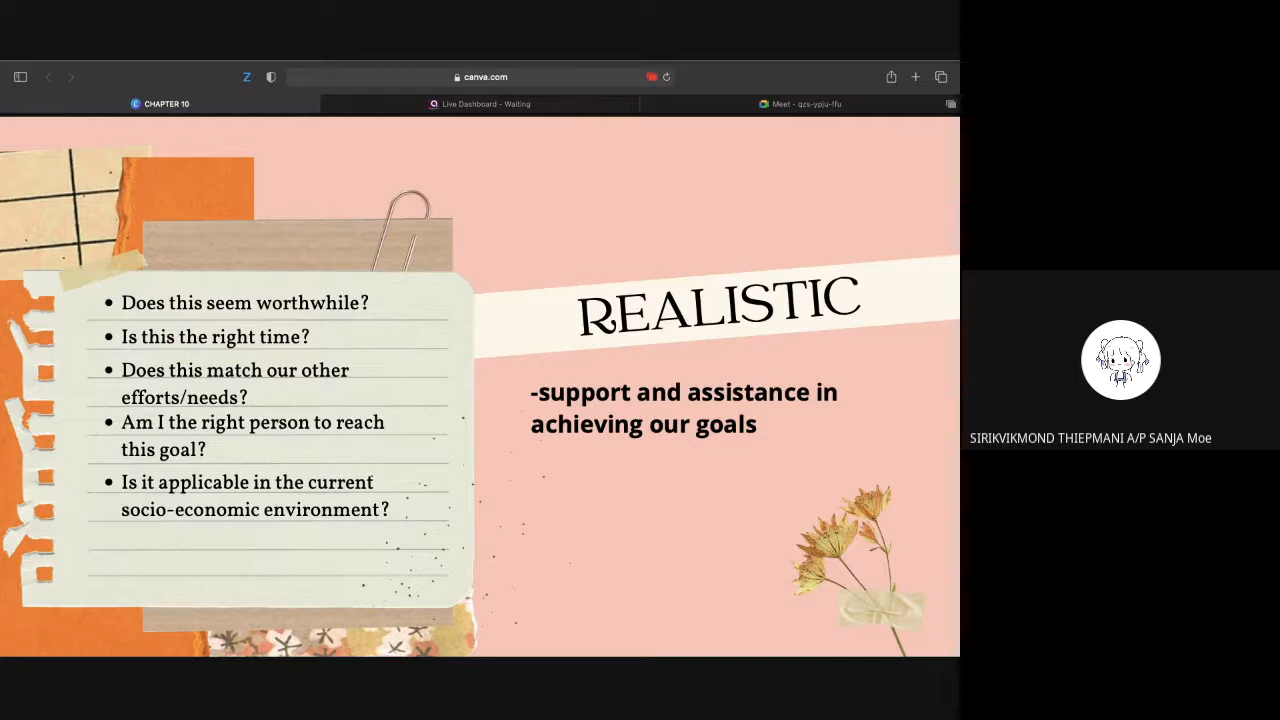 Z
canva.com
CHAPTER 10
Live Dashboard - Waiting
Meet - qzs-ypju-ffu
• Does this seem worthwhile?
• Is this the right time?
• Does this match our other
efforts/needs?
• Am I the right person to reach
this goal?
• Is it applicable in the current
socio-economic environment?
REALISTIC
-support and assistance in
achieving our goals
SIRIKVIKMOND THIEPMANI A/P SANJA Moe